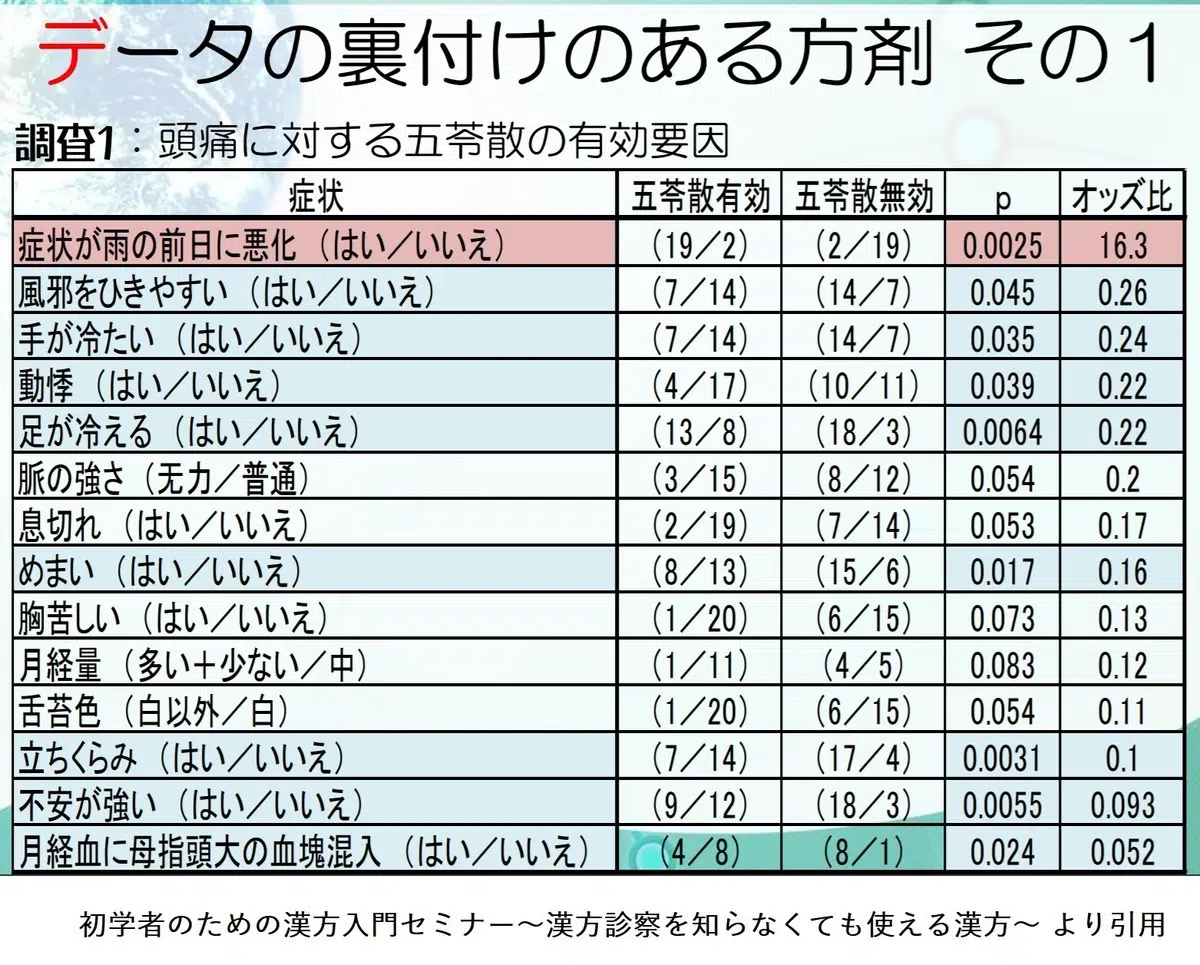 データの裏付けのある方剤 その1
調査1：頭痛に対する五苓散の有効要因
症状 五苓散有効 五苓散無効 p オッズ比
症状が雨の前日に悪化（はい／いいえ） （19／2） （2／19） 0.0025 16.3
風邪をひきやすい（はい／いいえ） （7／14） （14／7） 0.045 0.26
手が冷たい（はい／いいえ） （7／14） （14／7） 0.035 0.24
動悸（はい／いいえ） （4／17） （10／11） 0.039 0.22
足が冷える（はい／いいえ） （13／8） （18／3） 0.0064 0.22
脈の強さ（无力／普通） （3／15） （8／12） 0.054 0.2
息切れ（はい／いいえ） （2／19） （7／14） 0.053 0.17
めまい（はい／いいえ） （8／13） （15／6） 0.017 0.16
胸苦しい（はい／いいえ） （1／20） （6／15） 0.073 0.13
月経量（多い＋少ない／中） （1／11） （4／5） 0.083 0.12
舌苔色（白以外／白） （1／20） （6／15） 0.054 0.11
立ちくらみ（はい／いいえ） （7／14） （17／4） 0.0031 0.1
不安が強い（はい／いいえ） （9／12） （18／3） 0.0055 0.093
月経血に母指頭大の血塊混入（はい／いいえ） （4／8） （8／1） 0.024 0.052
初学者のための漢方入門セミナー〜漢方診察を知らなくても使える漢方〜 より引用